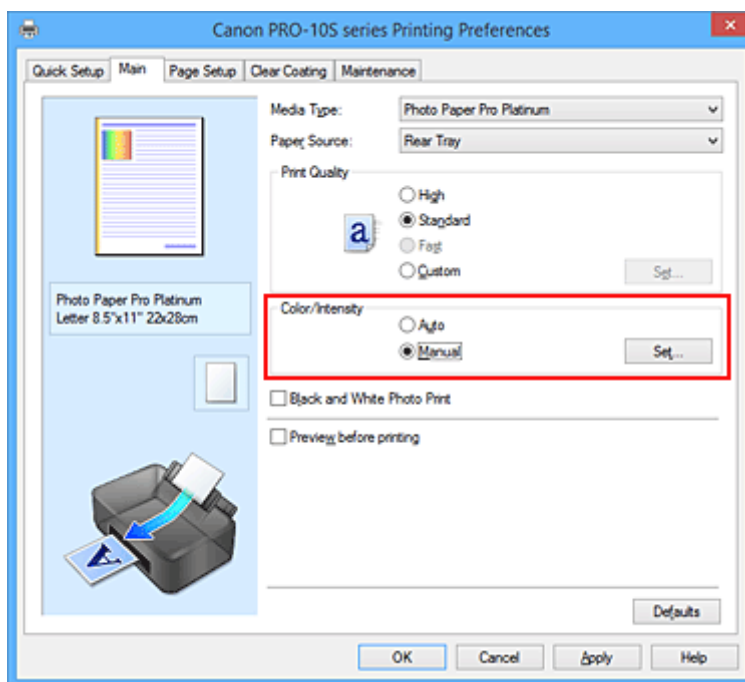 Canon PRO-10S series Printing Preferences
Quick Setup Main Page Setup Clear Coating Maintenance
Media Type: Photo Paper Pro Platinum
Paper Source: Rear Tray
Print Quality
High
Standard
Fast
Custom Set...
a
Photo Paper Pro Platinum
Letter 8.5"x11" 22x28cm
Color/Intensity
Auto
Manual Set...
Black and White Photo Print
Preview before printing
A
Defaults
OK Cancel Apply Help